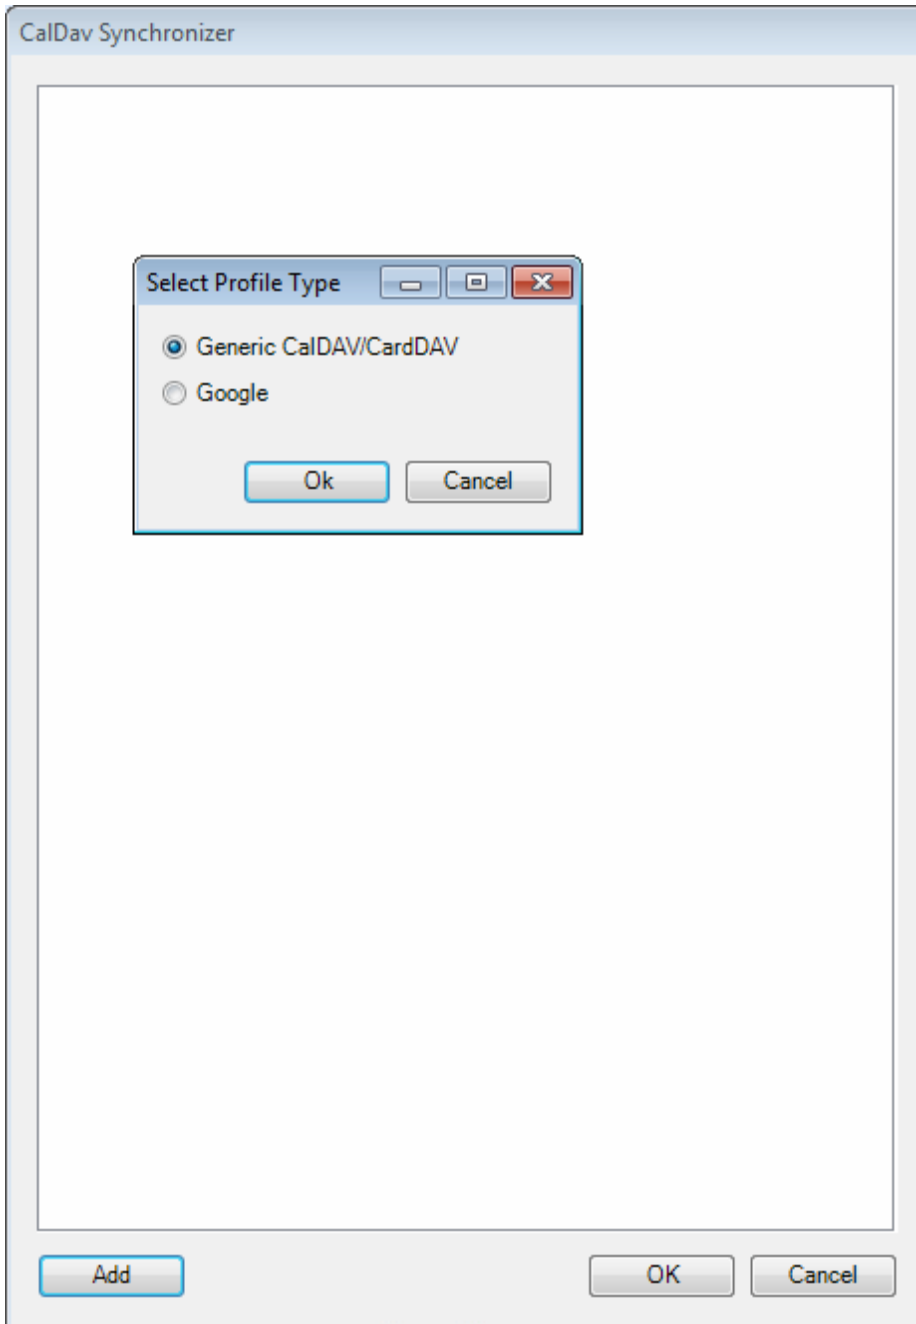 CalDav Synchronizer
Select Profile Type
Generic CalDAV/CardDAV
Google
Ok Cancel
Add OK Cancel